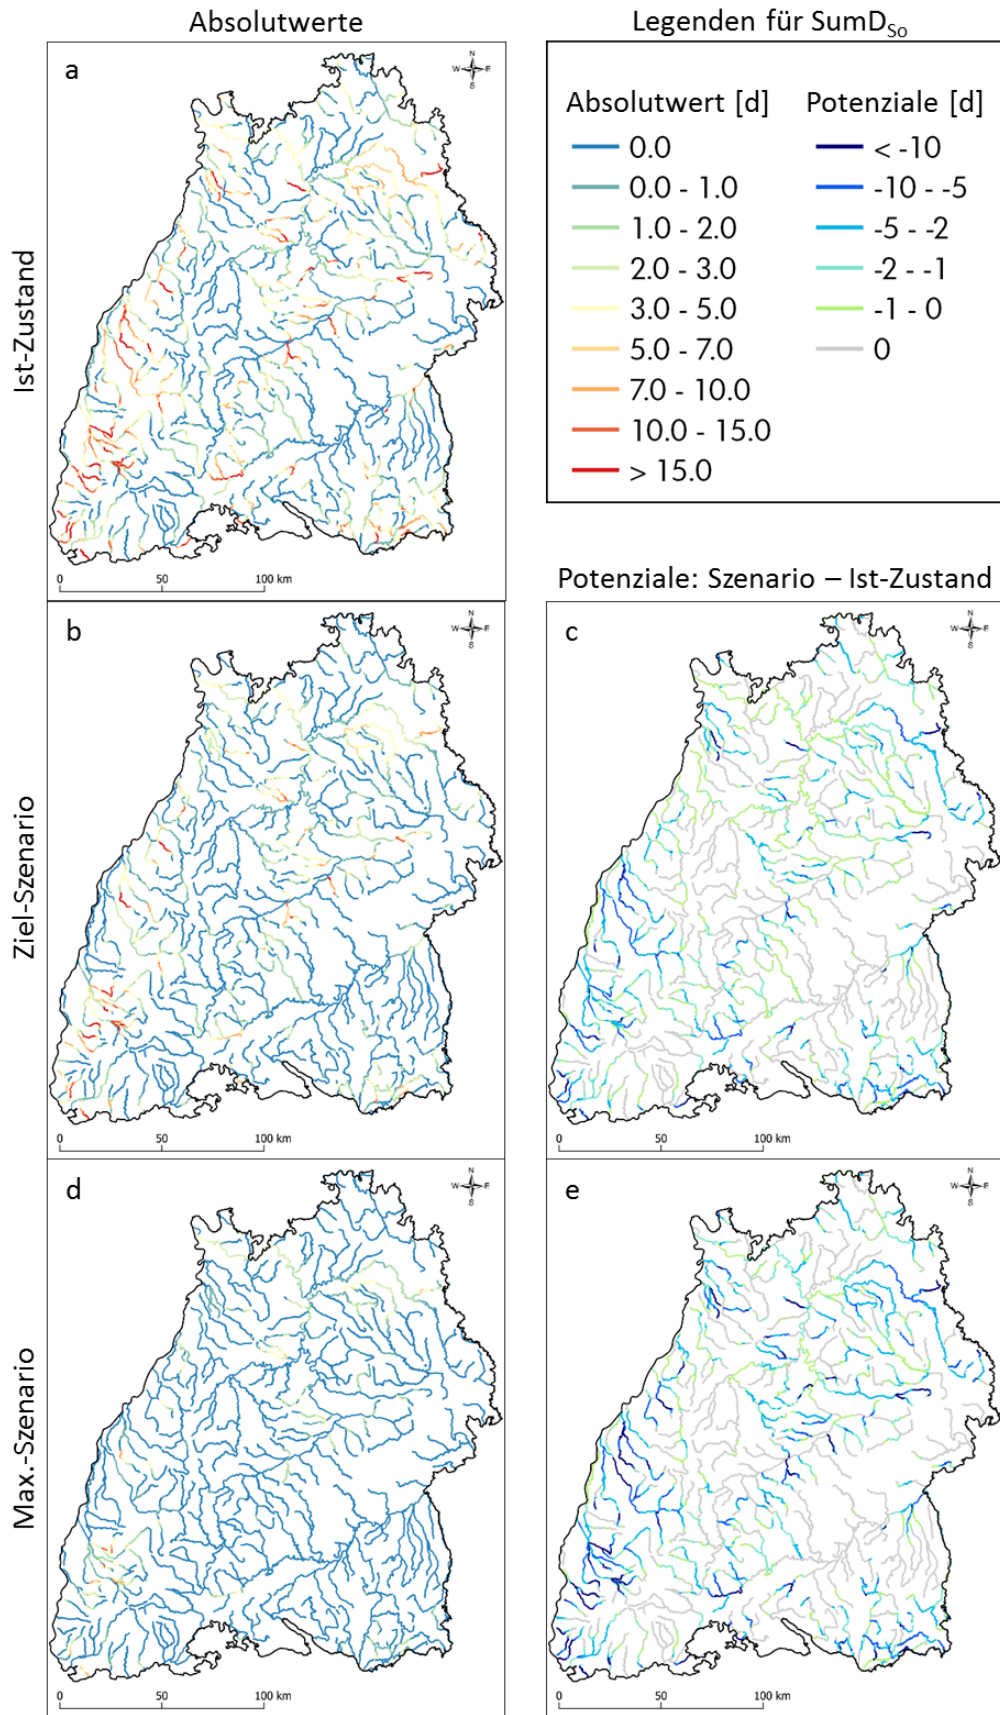 Absolutwerte
Legenden für SumD_So
Absolutwert [d]
0.0
0.0 - 1.0
1.0 - 2.0
2.0 - 3.0
3.0 - 5.0
5.0 - 7.0
7.0 - 10.0
10.0 - 15.0
> 15.0
Potenziale [d]
< -10
-10 - -5
-5 - -2
-2 - -1
-1 - 0
0
Ist-Zustand
a
N
W E
S
0 50 100 km
Potenziale: Szenario – Ist-Zustand
Ziel-Szenario
b
N
W E
S
0 50 100 km
c
N
W E
S
0 50 100 km
Max.-Szenario
d
N
W E
S
0 50 100 km
e
N
W E
S
0 50 100 km